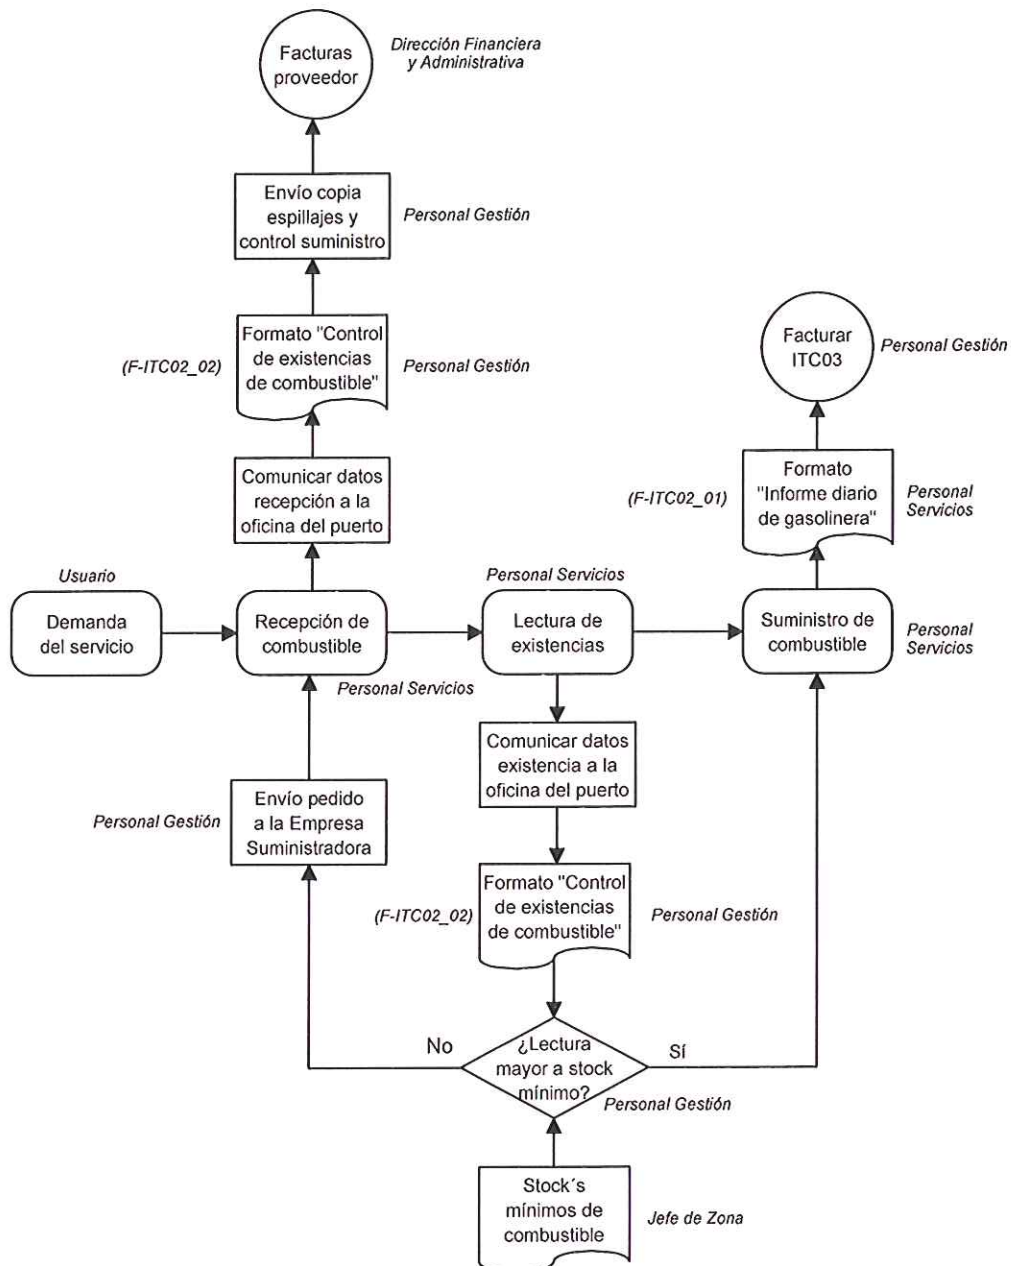 Facturas
proveedor
Dirección Financiera
y Administrativa
Envío copia
espillajes y
control suministro
Personal Gestión
Formato "Control
de existencias
de combustible"
(F-ITC02_02)
Personal Gestión
Facturar
ITC03
Personal Gestión
Comunicar datos
recepción a la
oficina del puerto
Formato
"Informe diario
de gasolinera"
(F-ITC02_01)
Personal
Servicios
Usuario
Demanda
del servicio
Recepción de
combustible
Personal Servicios
Personal Servicios
Lectura de
existencias
Suministro de
combustible
Personal
Servicios
Comunicar datos
existencia a la
oficina del puerto
Personal Gestión
Envío pedido
a la Empresa
Suministradora
(F-ITC02_02)
Formato "Control
de existencias
de combustible"
Personal Gestión
No
¿Lectura
mayor a stock
mínimo?
Sí
Personal Gestión
Stock´s
mínimos de
combustible
Jefe de Zona